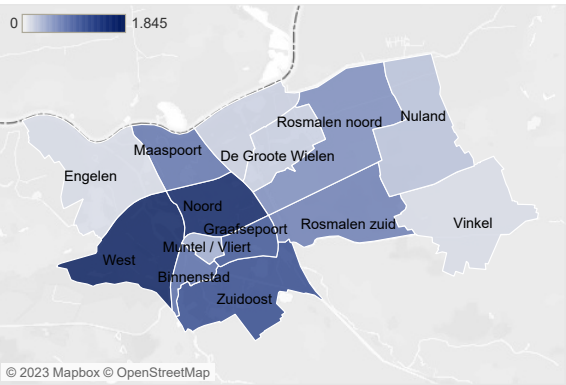 0 1.845
Rosmalen noord
Nuland
Maaspoort
De Groote Wielen
Engelen
Noord
Graafsepoort
Rosmalen zuid
Vinkel
Muntel / Vliert
West
Binnenstad
Zuidoost
© 2023 Mapbox © OpenStreetMap